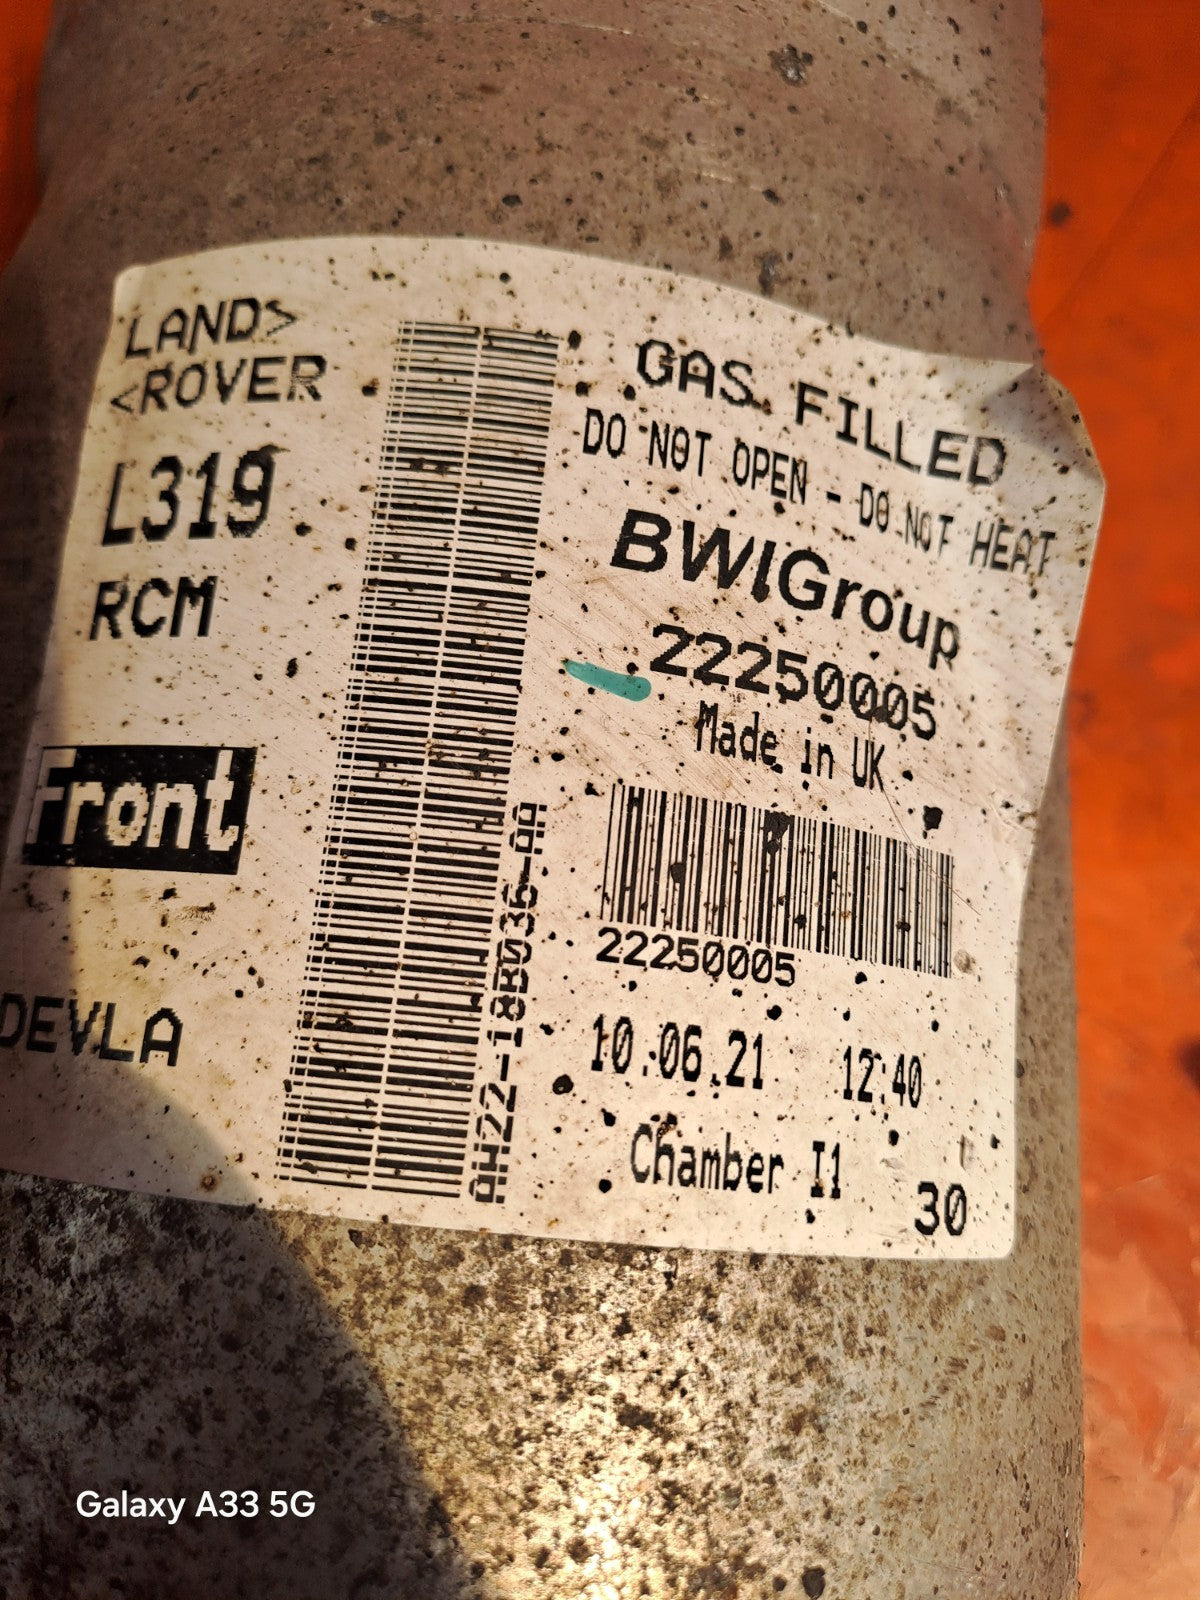 LAND>
<ROVER
L319
RCM
Front
DEVLA
AH22-18B036-AA
GAS FILLED
DO NOT OPEN - DO NOT HEAT
BWIGroup
22250005
Made in UK
22250005
10.06.21 12:40
Chamber I1
30
Galaxy A33 5G